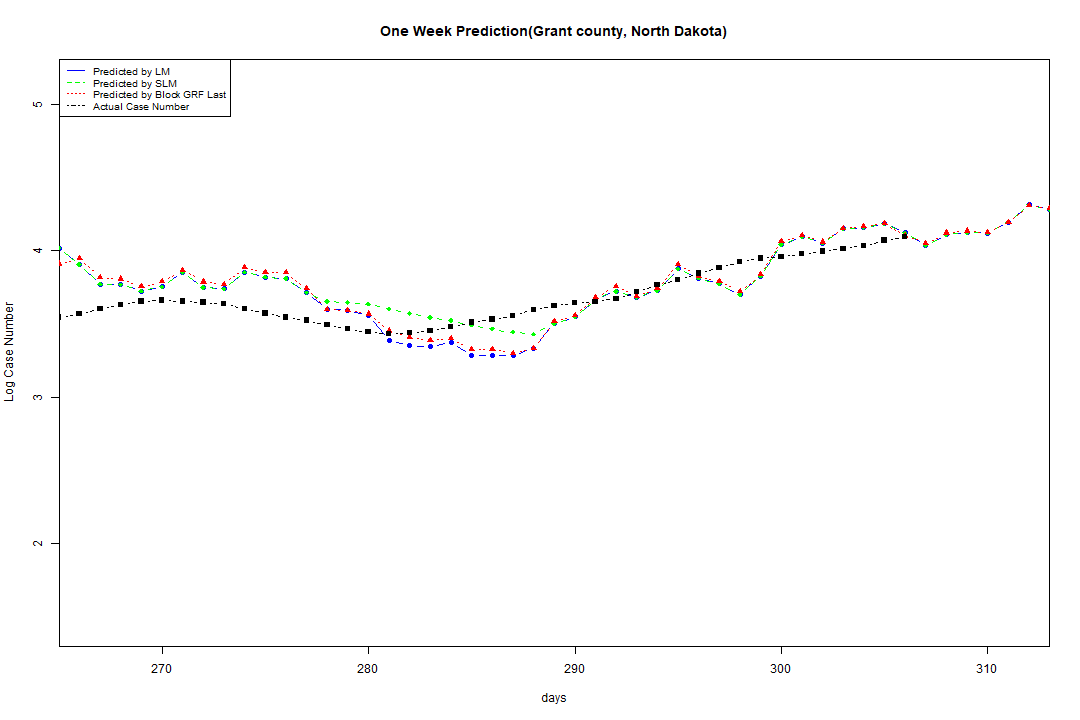 One Week Prediction(Grant county, North Dakota)
Predicted by LM
Predicted by SLM
Predicted by Block GRF Last
Actual Case Number
5
4
3
2
Log Case Number
270 280 290 300 310
days